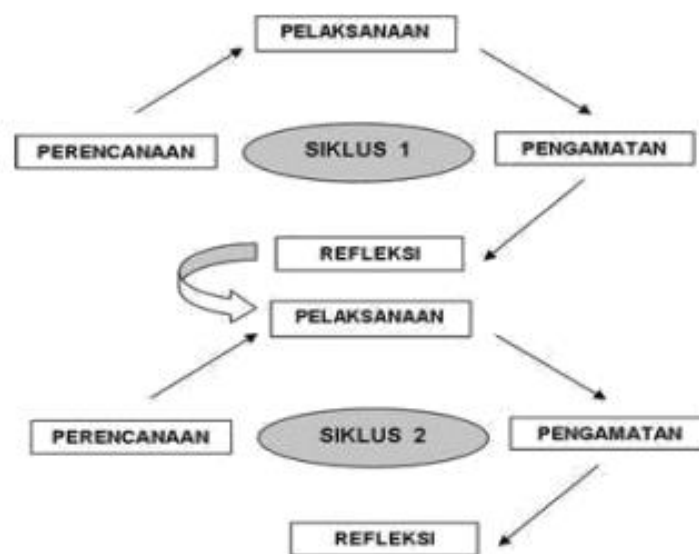 PELAKSANAAN
PERENCANAAN
SIKLUS 1
PENGAMATAN
REFLEKSI
PELAKSANAAN
PERENCANAAN
SIKLUS 2
PENGAMATAN
REFLEKSI